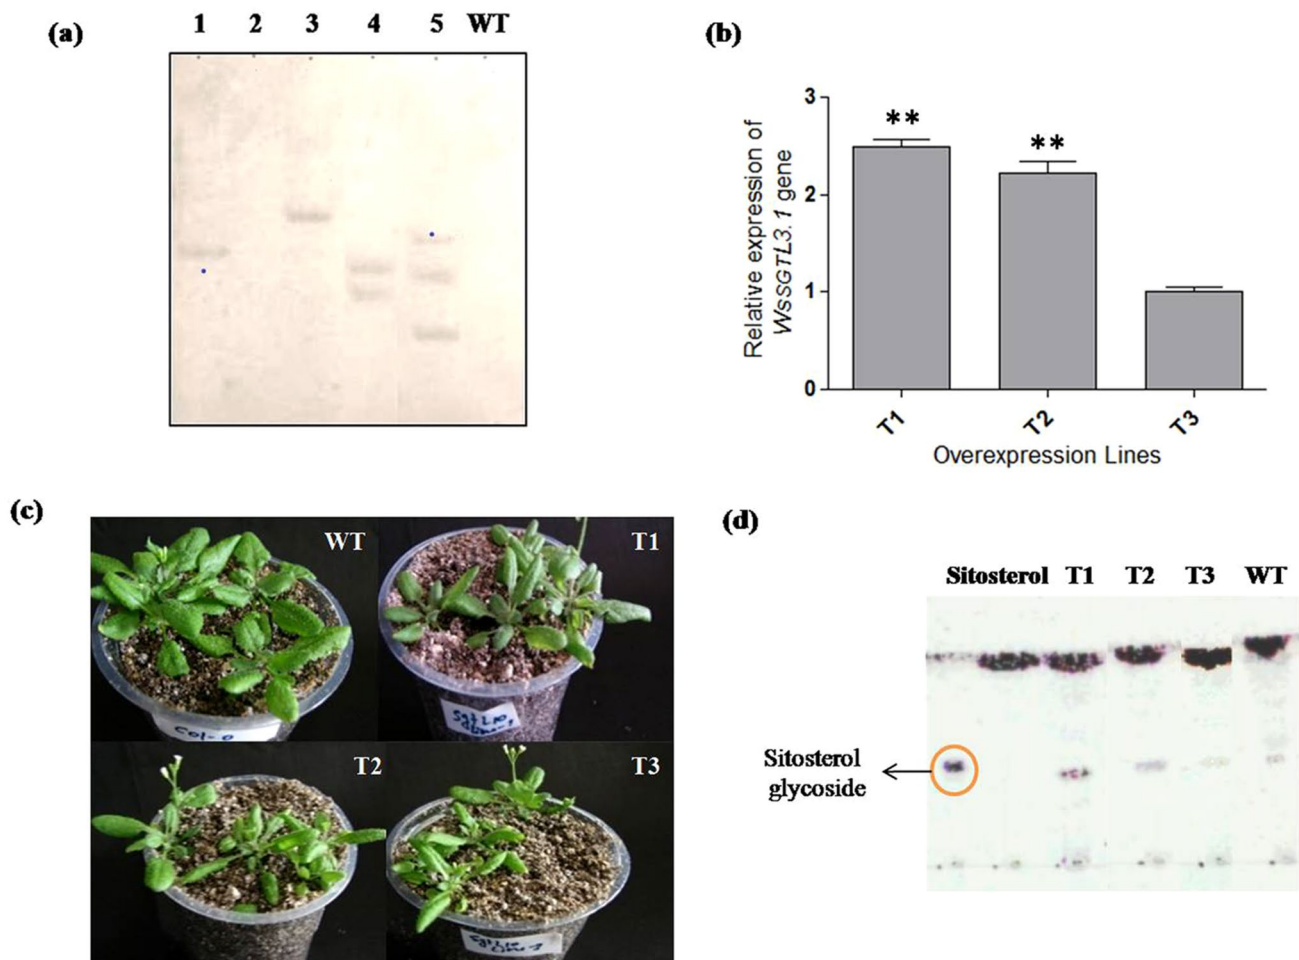 (a)
1 2 3 4 5 WT
(b)
3
2
1
0
Relative expression of
WsSGTL3.1 gene
** **
T1 T2 T3
Overexpression Lines
(c)
WT
T1
T2
T3
Col-0
(d)
Sitosterol T1 T2 T3 WT
Sitosterol
glycoside